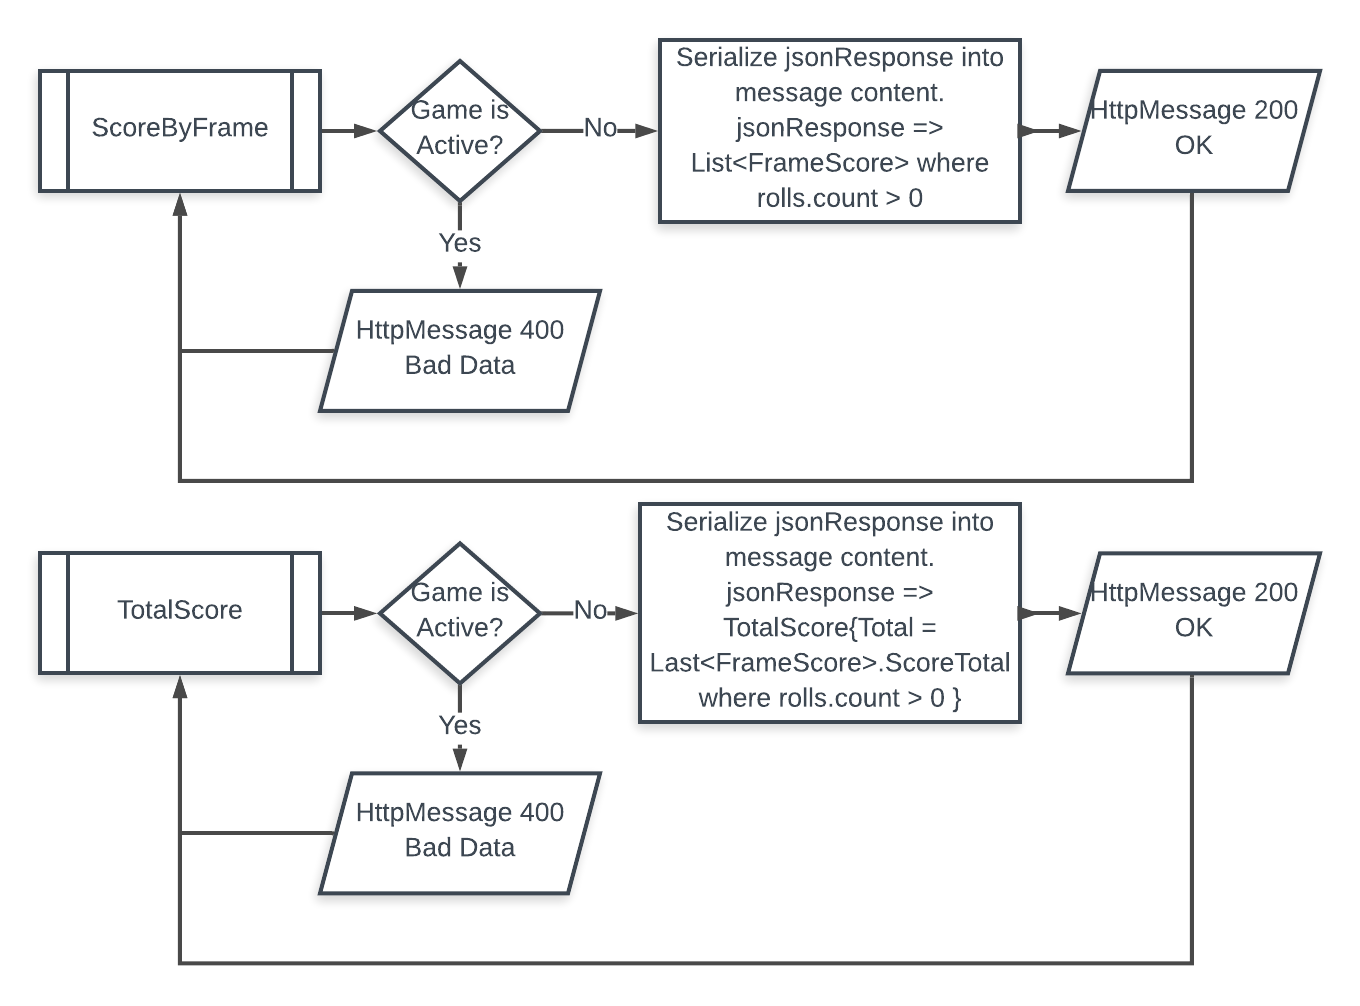 ScoreByFrame
Game is
Active?
No
Serialize jsonResponse into
message content.
jsonResponse =>
List<FrameScore> where
rolls.count > 0
HttpMessage 200
OK
Yes
HttpMessage 400
Bad Data
TotalScore
Game is
Active?
No
Serialize jsonResponse into
message content.
jsonResponse =>
TotalScore{Total =
Last<FrameScore>.ScoreTotal
where rolls.count > 0 }
HttpMessage 200
OK
Yes
HttpMessage 400
Bad Data